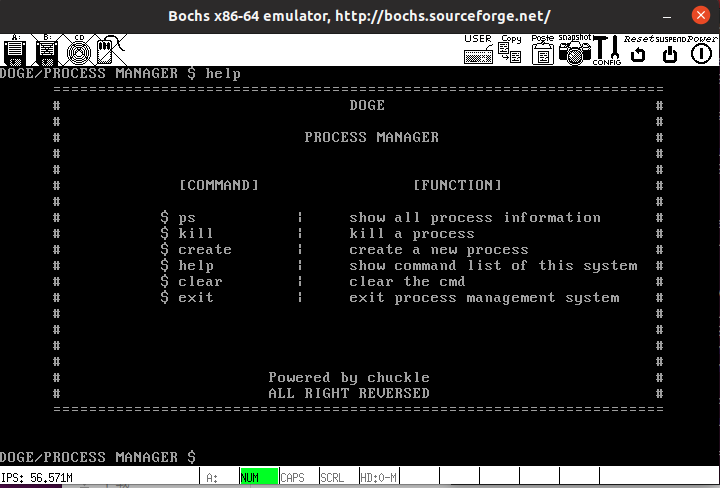 Bochs x86-64 emulator, http://bochs.sourceforge.net/
A: B: CD USER Copy Paste snapshot CONFIG Reset SUSPEND Power
DOGE/PROCESS MANAGER $ help
====================================================================
# DOGE #
# #
# PROCESS MANAGER #
# #
# #
# [COMMAND] [FUNCTION] #
# #
# $ ps ¦ show all process information #
# $ kill ¦ kill a process #
# $ create ¦ create a new process #
# $ help ¦ show command list of this system #
# $ clear ¦ clear the cmd #
# $ exit ¦ exit process management system #
# #
# #
# #
# #
# Powered by chuckle #
# ALL RIGHT REVERSED #
====================================================================
DOGE/PROCESS MANAGER $
IPS: 56,571M A: NUM CAPS SCRL HD:0-M